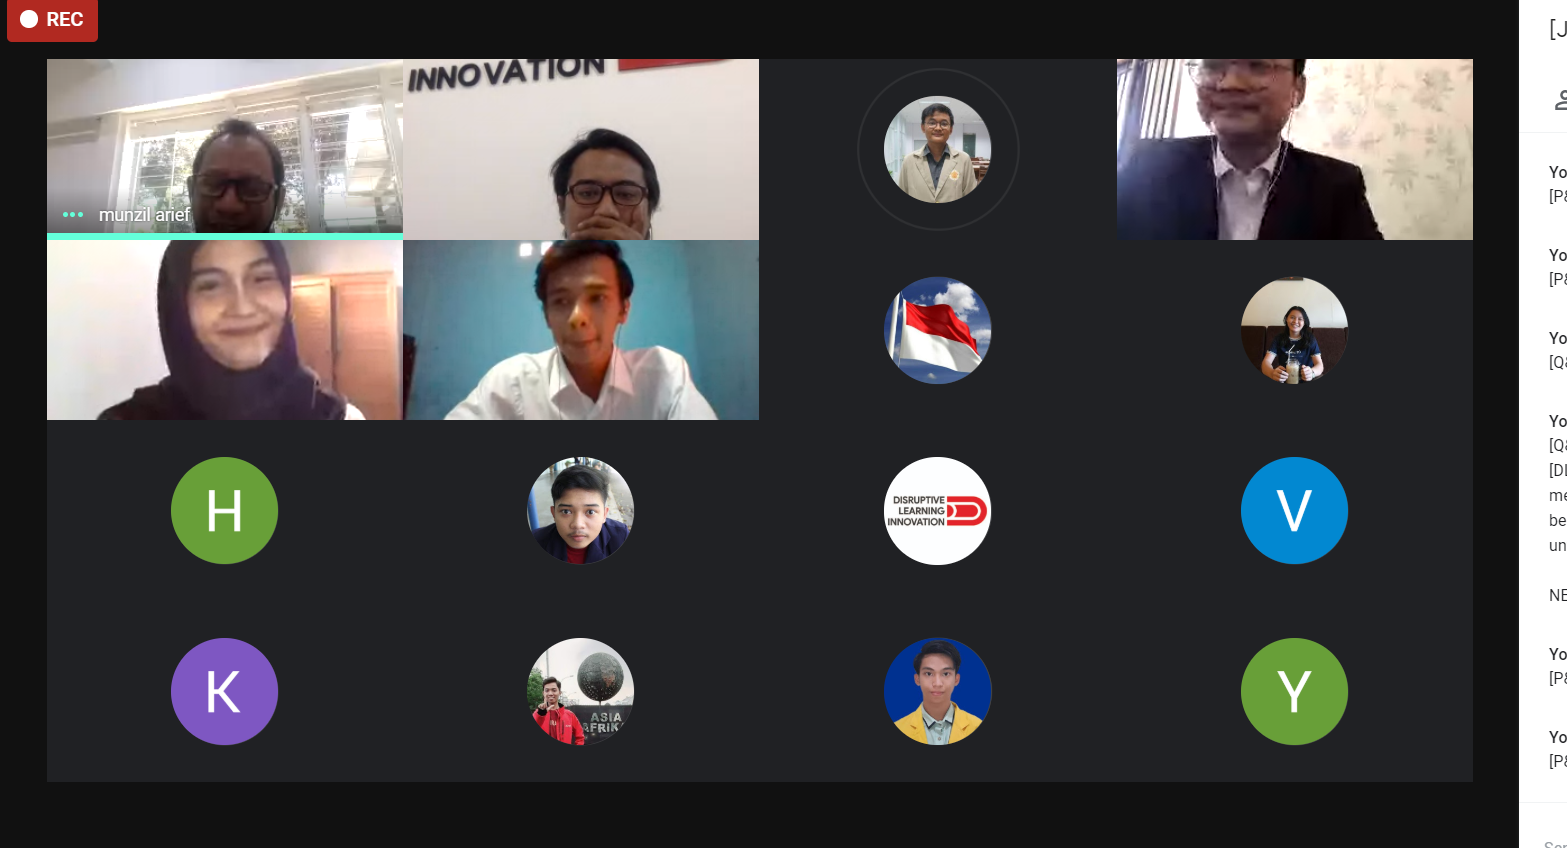 REC
INNOVATION
munzil arief
H
DISRUPTIVE
LEARNING
INNOVATION
V
K
ASIA
AFRIK
Y
[J
Yo
[P&
Yo
[P&
Yo
[Q&
Yo
[Q&
[DL
me
be
un
NE
Yo
[P&
Yo
[P&